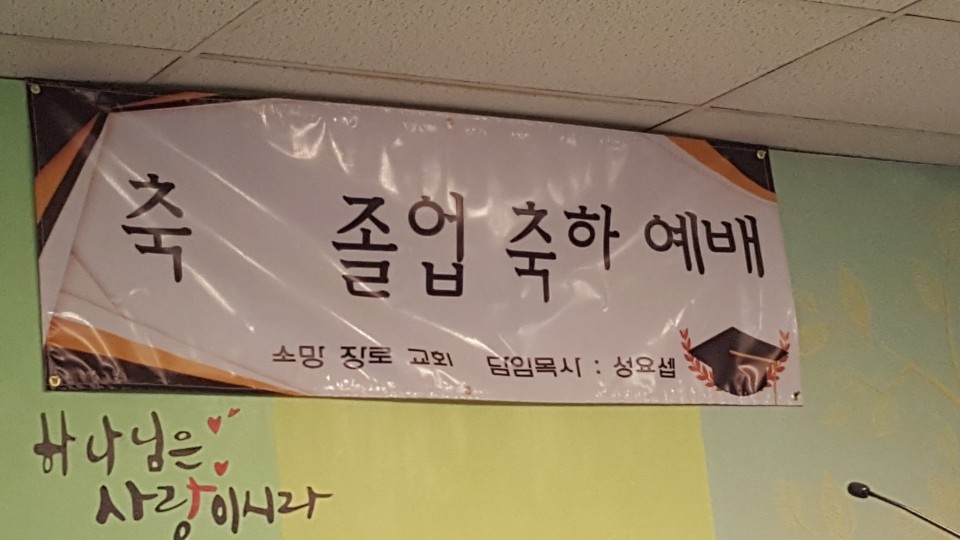 축 졸업 축하 예배
소망 장로 교회 담임목사 : 성요셉
하나님은
사랑이시라